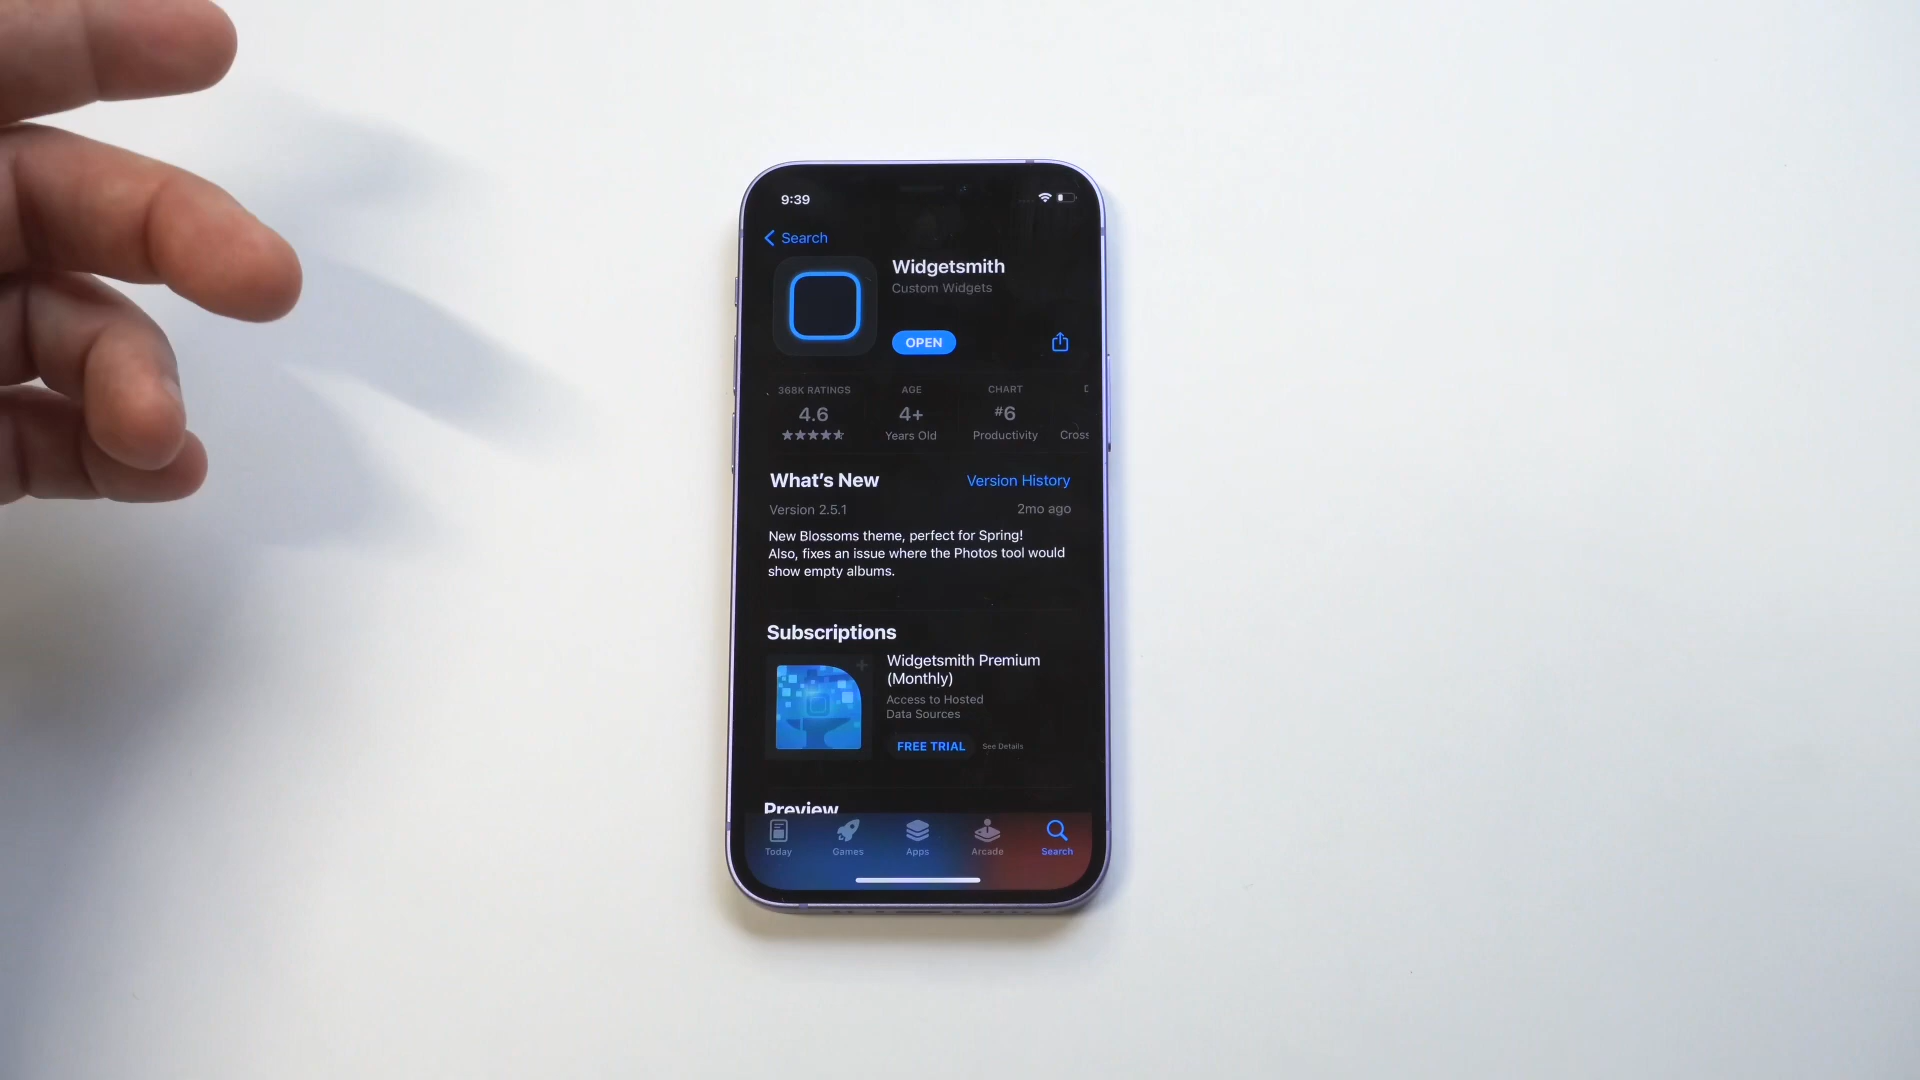 9:39
Search
Widgetsmith
Custom Widgets
OPEN
368K RATINGS
AGE
CHART
4.6
4+
#6
Years Old
Productivity
Cros
What's New
Version History
Version 2.5.1
2mo ago
New Blossoms theme, perfect for Spring!
Also, fixes an issue where the Photos tool would
show empty albums.
Subscriptions
Widgetsmith Premium
(Monthly)
Access to Hosted
Data Sources
FREE TRIAL
See Details
Preview
Today
Games
Apps
Arcade
Search